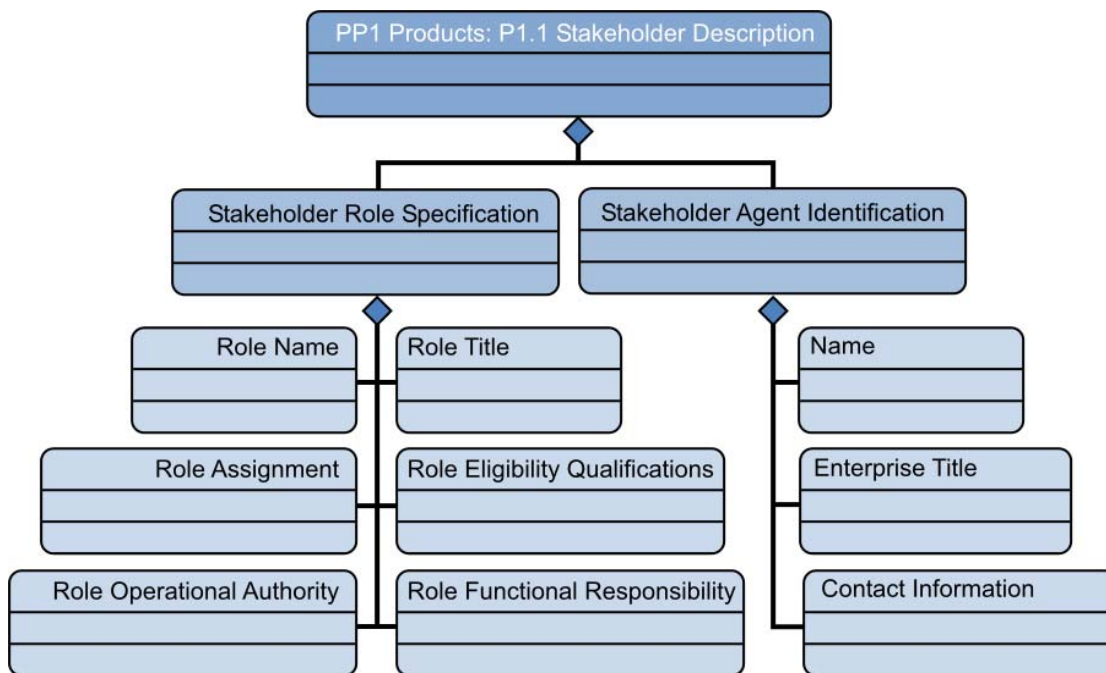 PP1 Products: P1.1 Stakeholder Description
Stakeholder Role Specification
Stakeholder Agent Identification
Role Name
Role Title
Name
Role Assignment
Role Eligibility Qualifications
Enterprise Title
Role Operational Authority
Role Functional Responsibility
Contact Information